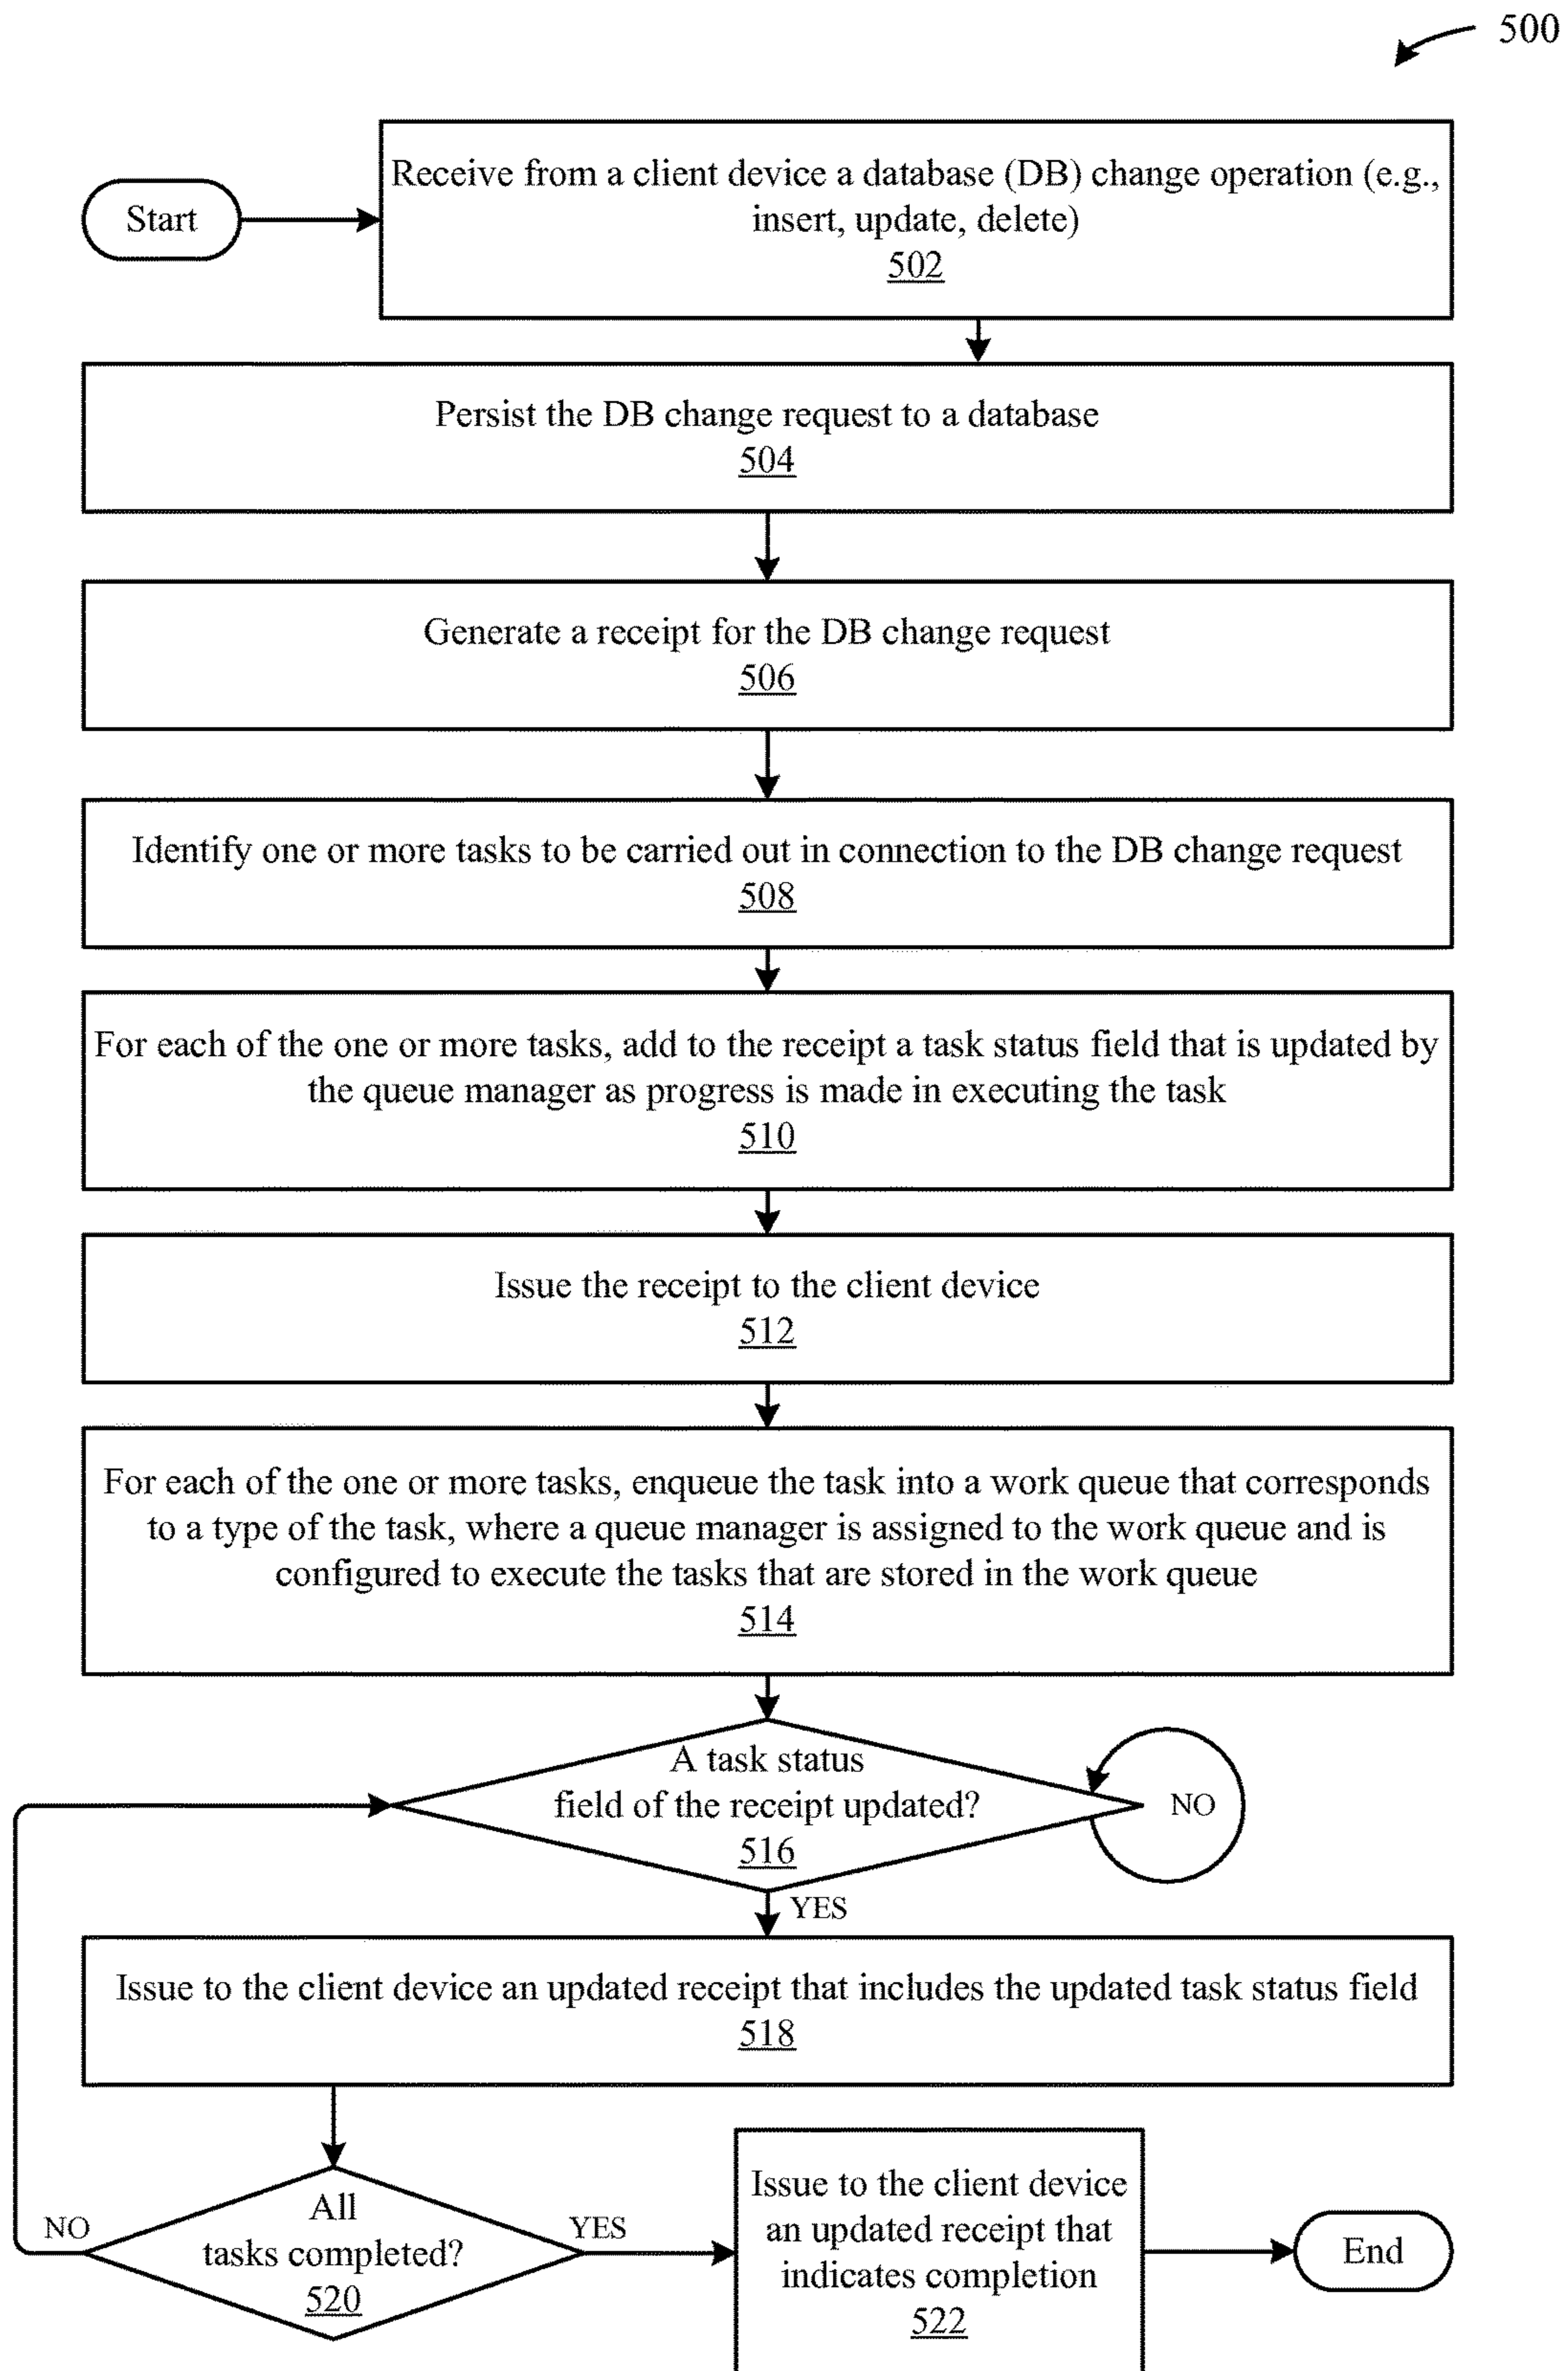 500
Start
Receive from a client device a database (DB) change operation (e.g.,
insert, update, delete)
502
Persist the DB change request to a database
504
Generate a receipt for the DB change request
506
Identify one or more tasks to be carried out in connection to the DB change request
508
For each of the one or more tasks, add to the receipt a task status field that is updated by
the queue manager as progress is made in executing the task
510
Issue the receipt to the client device
512
For each of the one or more tasks, enqueue the task into a work queue that corresponds
to a type of the task, where a queue manager is assigned to the work queue and is
configured to execute the tasks that are stored in the work queue
514
A task status
field of the receipt updated?
516
NO
YES
Issue to the client device an updated receipt that includes the updated task status field
518
NO
All
tasks completed?
520
YES
Issue to the client device
an updated receipt that
indicates completion
522
End